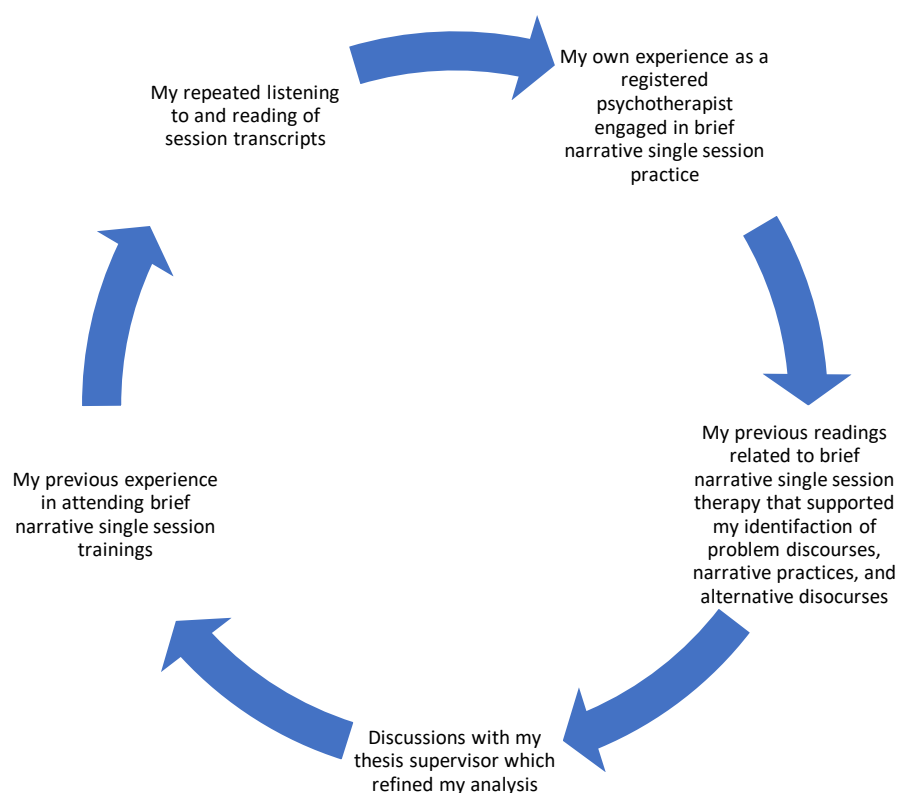 My repeated listening
to and reading of
session transcripts
My own experience as a
registered
psychotherapist
engaged in brief
narrative single session
practice
My previous readings
related to brief
narrative single session
therapy that supported
my identifaction of
problem discourses,
narrative practices, and
alternative disocurses
Discussions with my
thesis supervisor which
refined my analysis
My previous experience
in attending brief
narrative single session
trainings